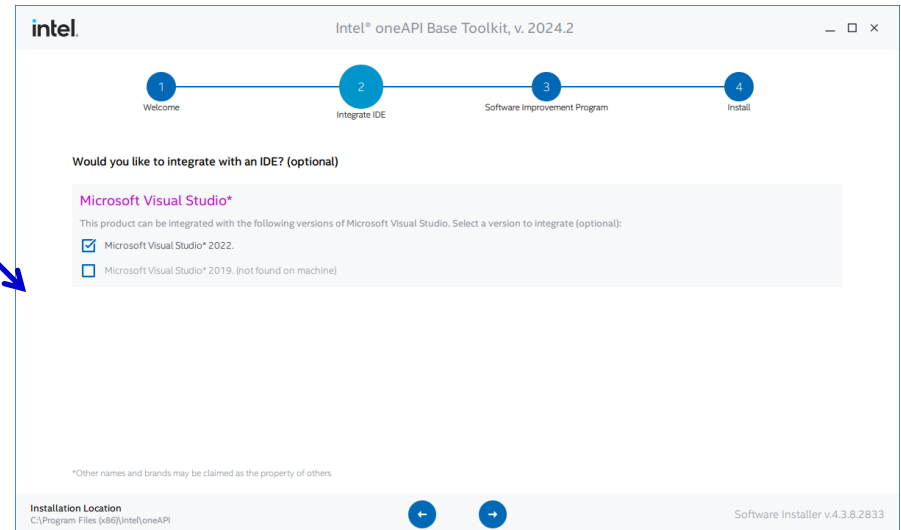 intel.
Intel® oneAPI Base Toolkit, v. 2024.2
1
2
3
4
Welcome
Integrate IDE
Software Improvement Program
Install
Would you like to integrate with an IDE? (optional)
Microsoft Visual Studio*
This product can be integrated with the following versions of Microsoft Visual Studio. Select a version to integrate (optional):
Microsoft Visual Studio* 2022.
Microsoft Visual Studio* 2019. (not found on machine)
*Other names and brands may be claimed as the property of others
Installation Location
C:\Program Files (x86)\Intel\oneAPI
Software Installer v.4.3.8.2833